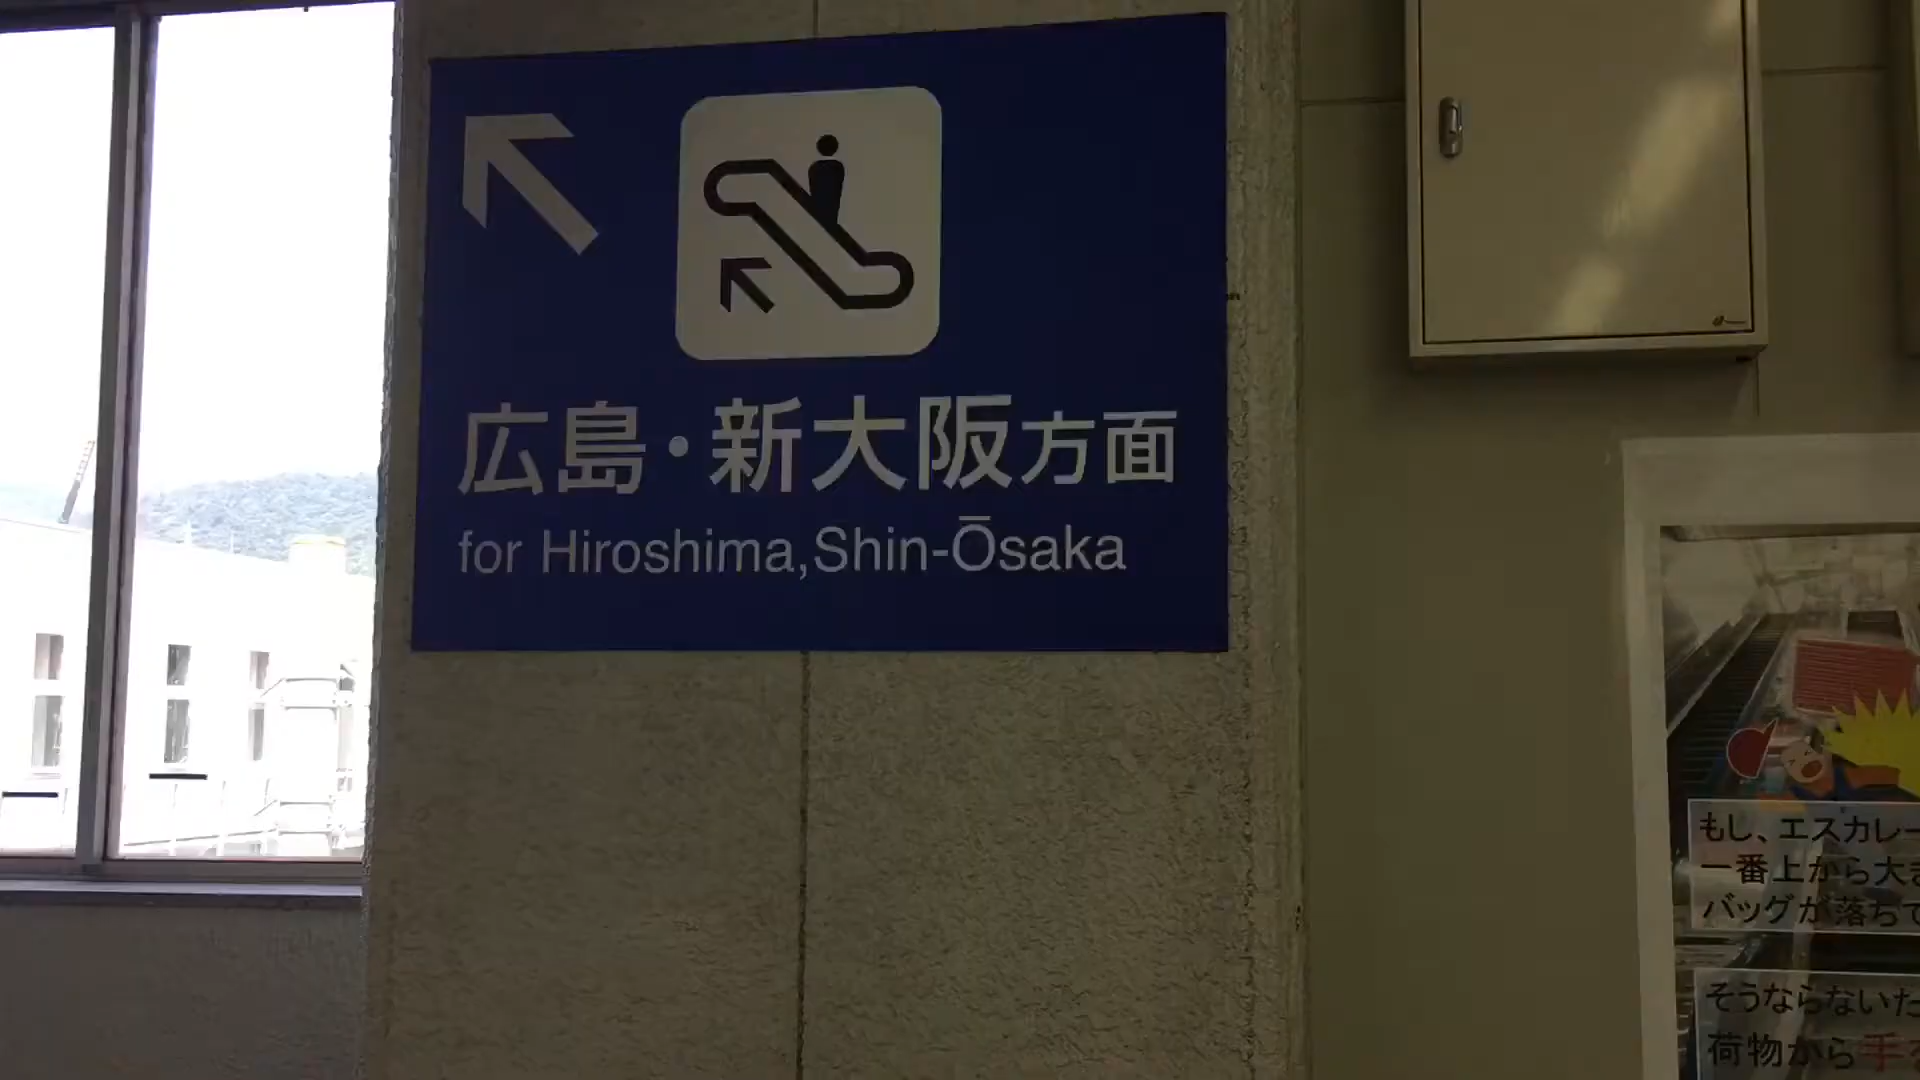 広島・新大阪方面
for Hiroshima,Shin-Ōsaka
もし、エスカレー
一番上から大き
バッグが落ちて
そうならないた
荷物から手を